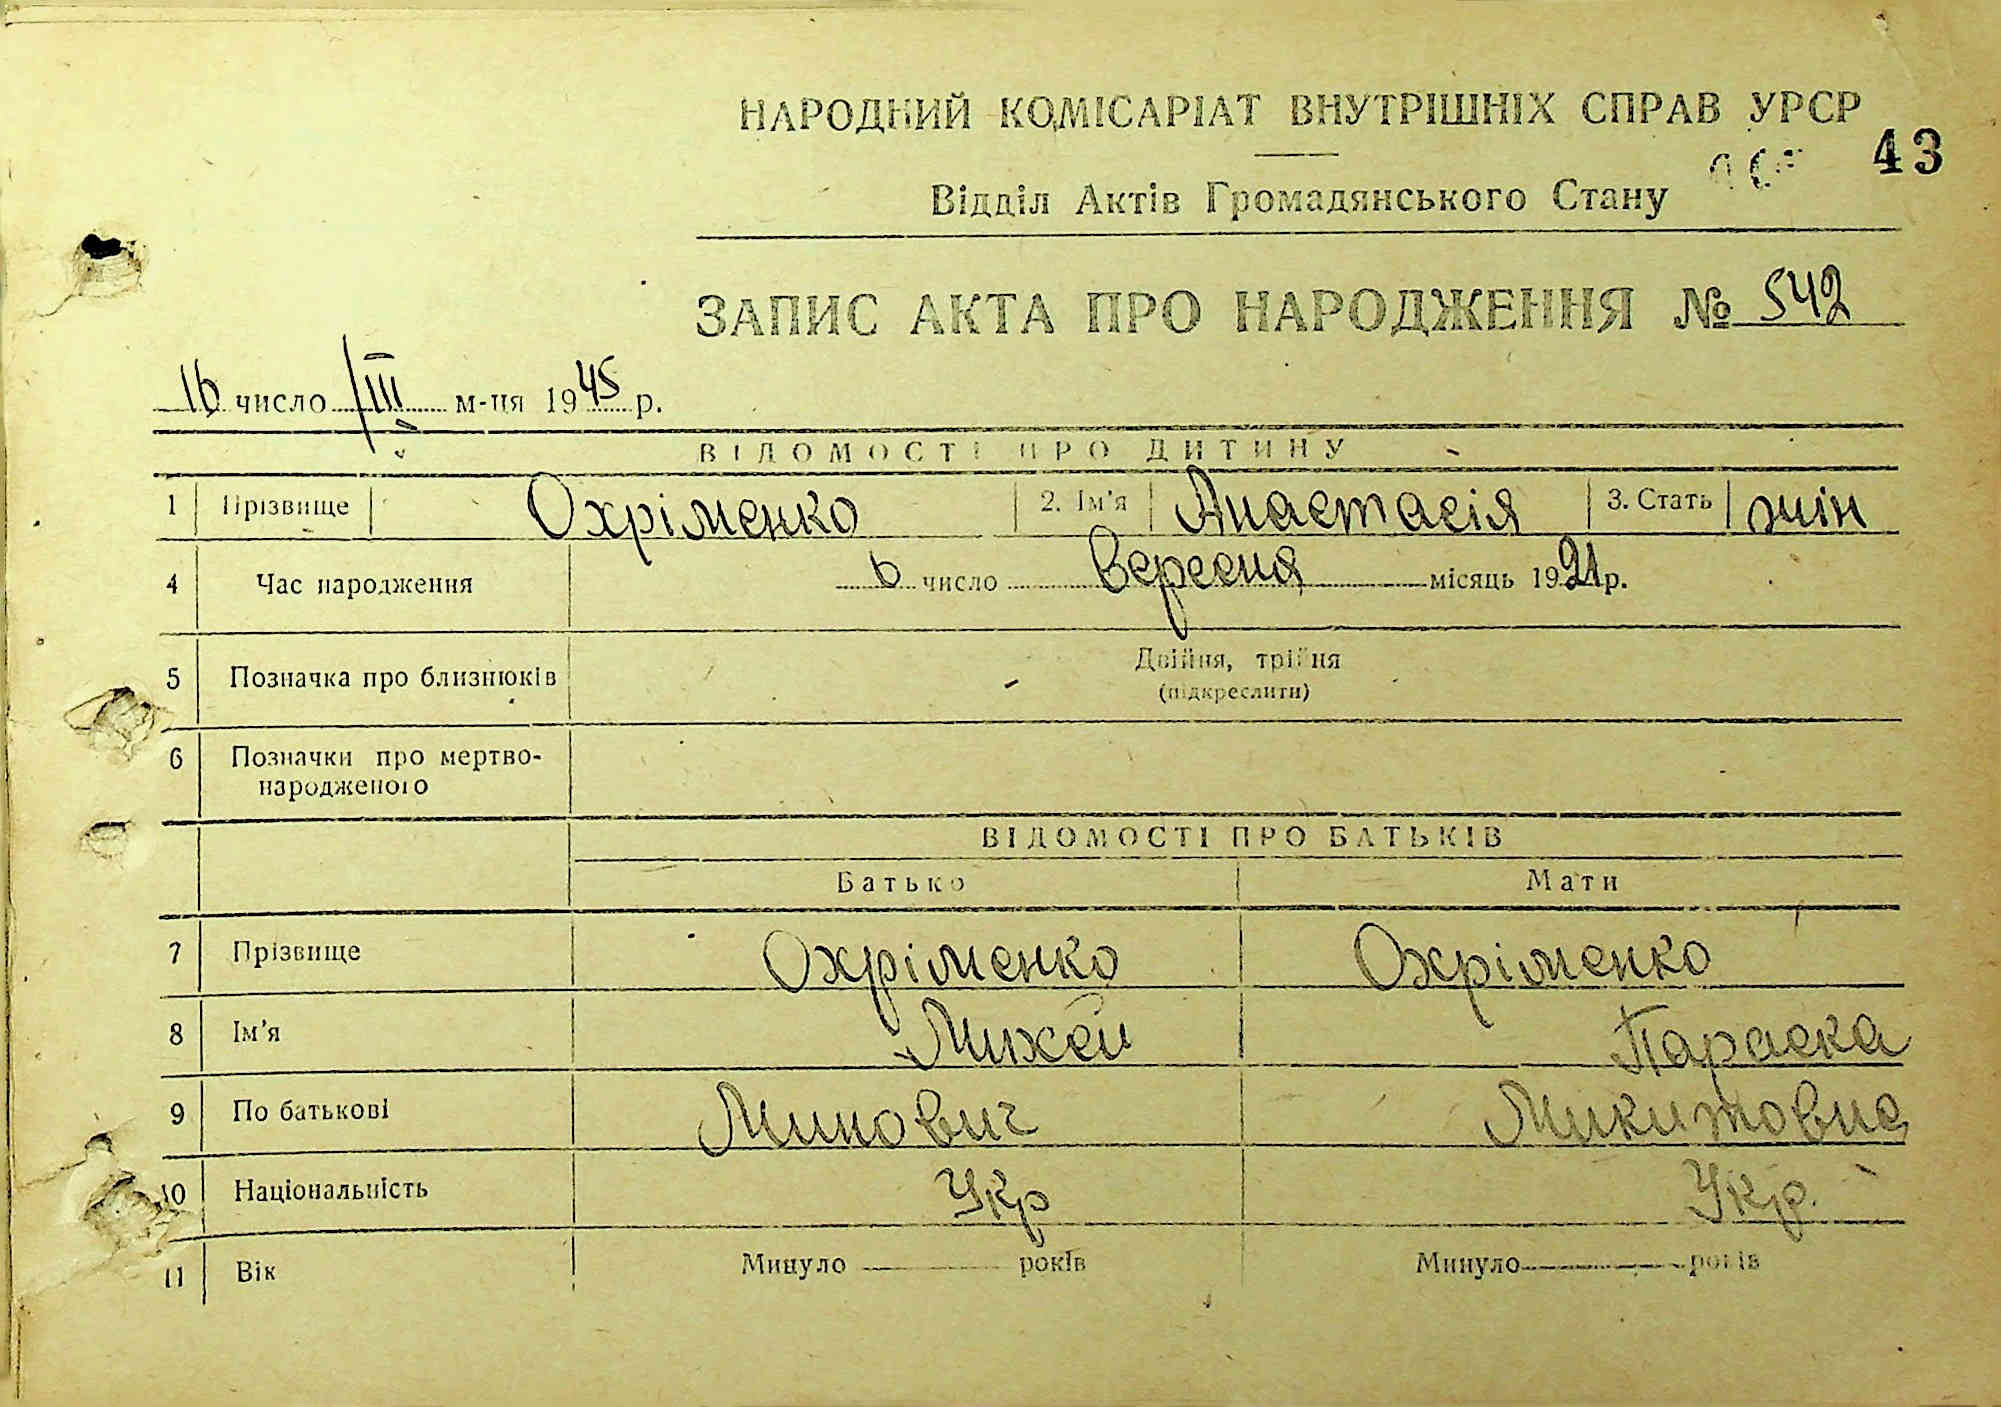 НАРОДНИЙ КОМІСАРІАТ ВНУТРІШНІХ СПРАВ УРСР
43
Відділ Актів Громадянського Стану
ЗАПИС АКТА ПРО НАРОДЖЕННЯ № 542
16 число III м-ця 1945 р.
ВІДОМОСТІ ПРО ДИТИНУ
1 Прізвище Охріменко 2. Ім'я Анастасія 3. Стать жін
4 Час народження 6 число Вересня місяць 1921 р.
5 Позначка про близнюків Двійня, трійня
(підкреслити)
6 Позначки про мертво-
народженого
ВІДОМОСТІ ПРО БАТЬКІВ
Батько Мати
7 Прізвище Охріменко Охріменко
8 Ім'я Михей Параска
9 По батькові Минович Микитовна
10 Національність Укр Укр.
11 Вік Минуло років Минуло років